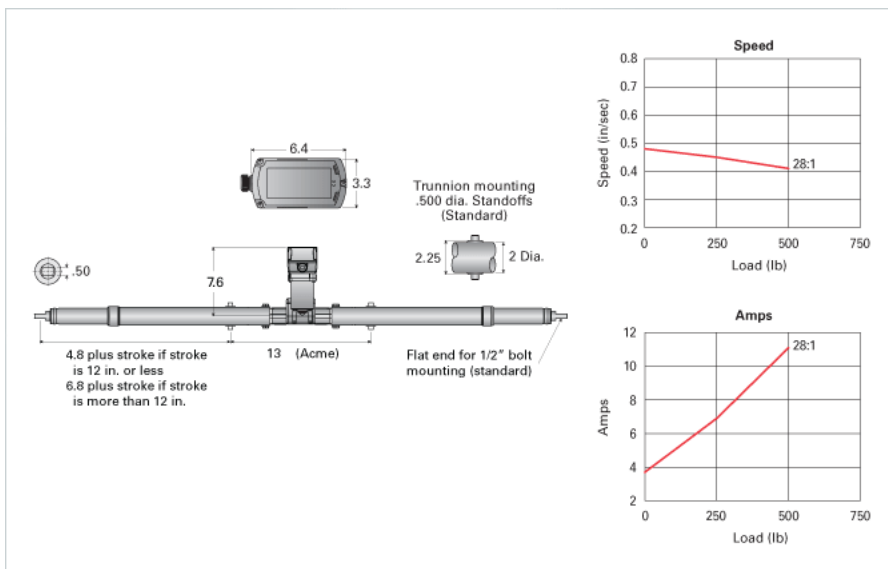 6.4
3.3
Trunnion mounting
.500 dia. Standoffs
(Standard)
2.25
2 Dia.
.50
7.6
4.8 plus stroke if stroke
is 12 in. or less
6.8 plus stroke if stroke
is more than 12 in.
13 (Acme)
Flat end for 1/2" bolt
mounting (standard)
Speed
0.8
0.7
0.6
0.5
0.4
0.3
0.2
Speed (in/sec)
28:1
0 250 500 750
Load (lb)
Amps
12
10
8
6
4
2
Amps
28:1
0 250 500 750
Load (lb)